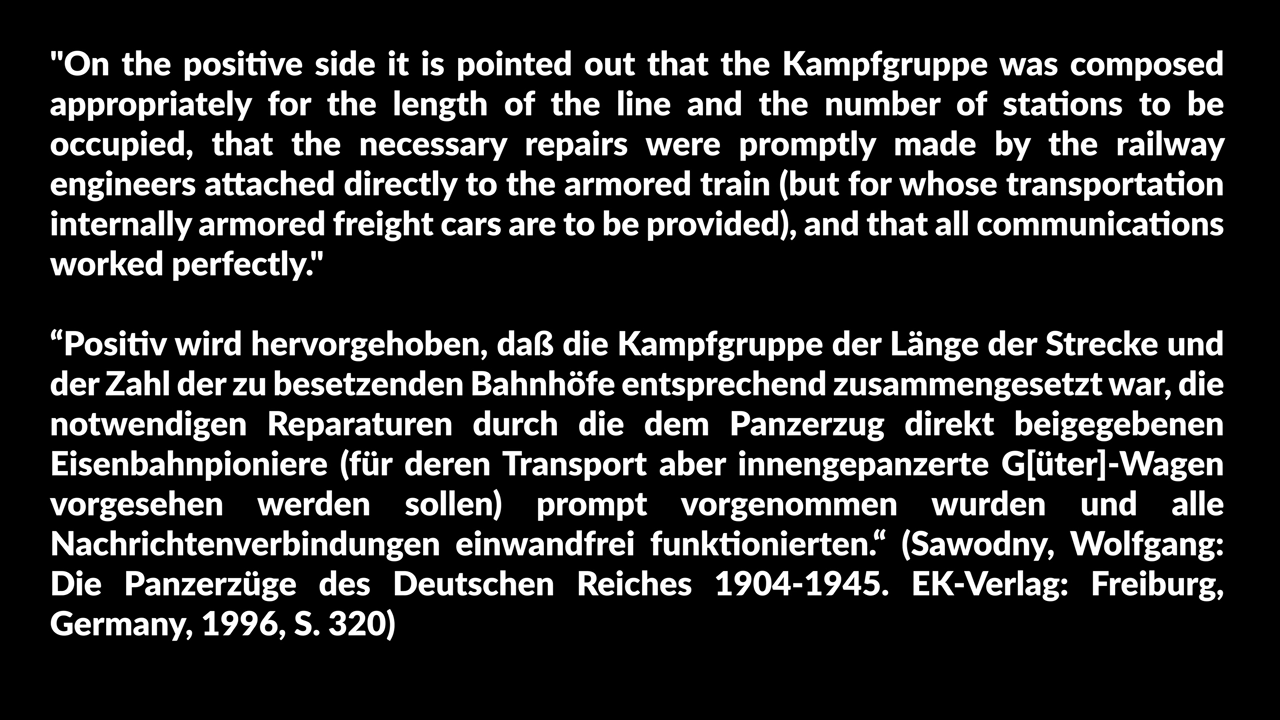 "On the positive side it is pointed out that the Kampfgruppe was composed
appropriately for the length of the line and the number of stations to be
occupied, that the necessary repairs were promptly made by the railway
engineers attached directly to the armored train (but for whose transportation
internally armored freight cars are to be provided), and that all communications
worked perfectly."
“Positiv wird hervorgehoben, daß die Kampfgruppe der Länge der Strecke und
der Zahl der zu besetzenden Bahnhöfe entsprechend zusammengesetzt war, die
notwendigen Reparaturen durch die dem Panzerzug direkt beigegebenen
Eisenbahnpioniere (für deren Transport aber innengepanzerte G[üter]-Wagen
vorgesehen werden sollen) prompt vorgenommen wurden und alle
Nachrichtenverbindungen einwandfrei funktionierten.“ (Sawodny, Wolfgang:
Die Panzerzüge des Deutschen Reiches 1904-1945. EK-Verlag: Freiburg,
Germany, 1996, S. 320)